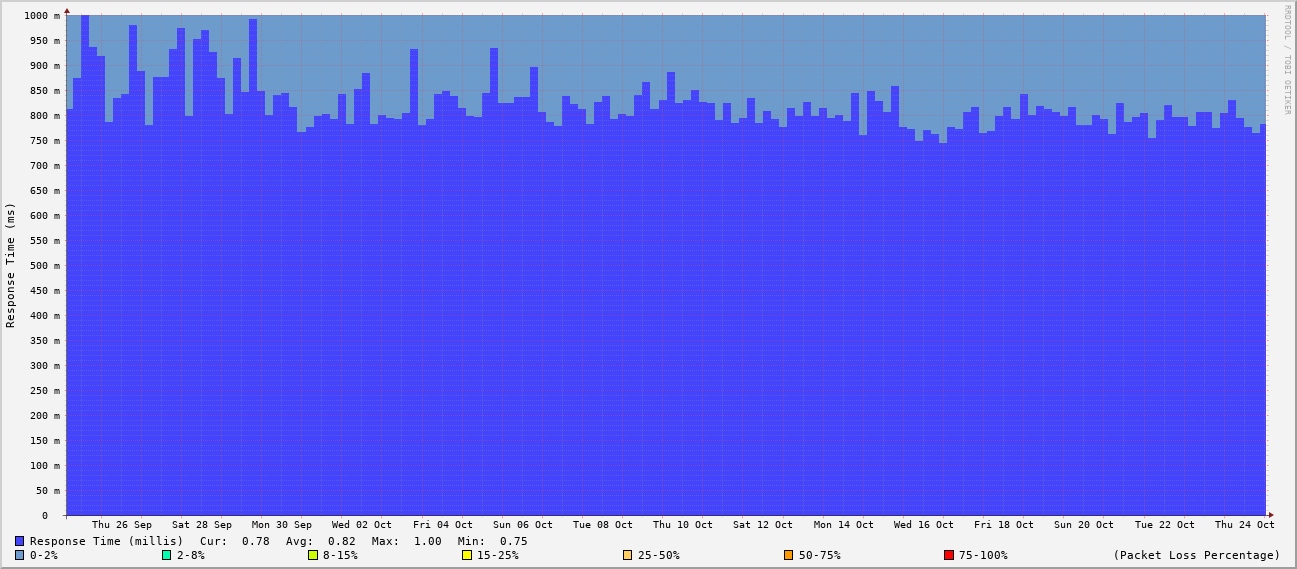 1000 m
950 m
900 m
850 m
800 m
750 m
700 m
650 m
600 m
550 m
500 m
450 m
400 m
350 m
300 m
250 m
200 m
150 m
100 m
50 m
0
Response Time (ms)
RRDTOOL / TOBI OETIKER
Thu 26 Sep Sat 28 Sep Mon 30 Sep Wed 02 Oct Fri 04 Oct Sun 06 Oct Tue 08 Oct Thu 10 Oct Sat 12 Oct Mon 14 Oct Wed 16 Oct Fri 18 Oct Sun 20 Oct Tue 22 Oct Thu 24 Oct
Response Time (millis) Cur: 0.78 Avg: 0.82 Max: 1.00 Min: 0.75
0-2% 2-8% 8-15% 15-25% 25-50% 50-75% 75-100% (Packet Loss Percentage)